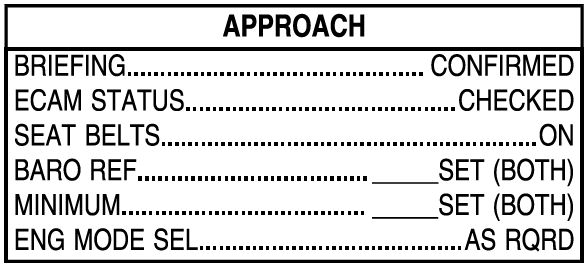 APPROACH
BRIEFING.......................................... CONFIRMED
ECAM STATUS......................................CHECKED
SEAT BELTS.....................................................ON
BARO REF................................. _____SET (BOTH)
MINIMUM.................................. _____SET (BOTH)
ENG MODE SEL.....................................AS RQRD